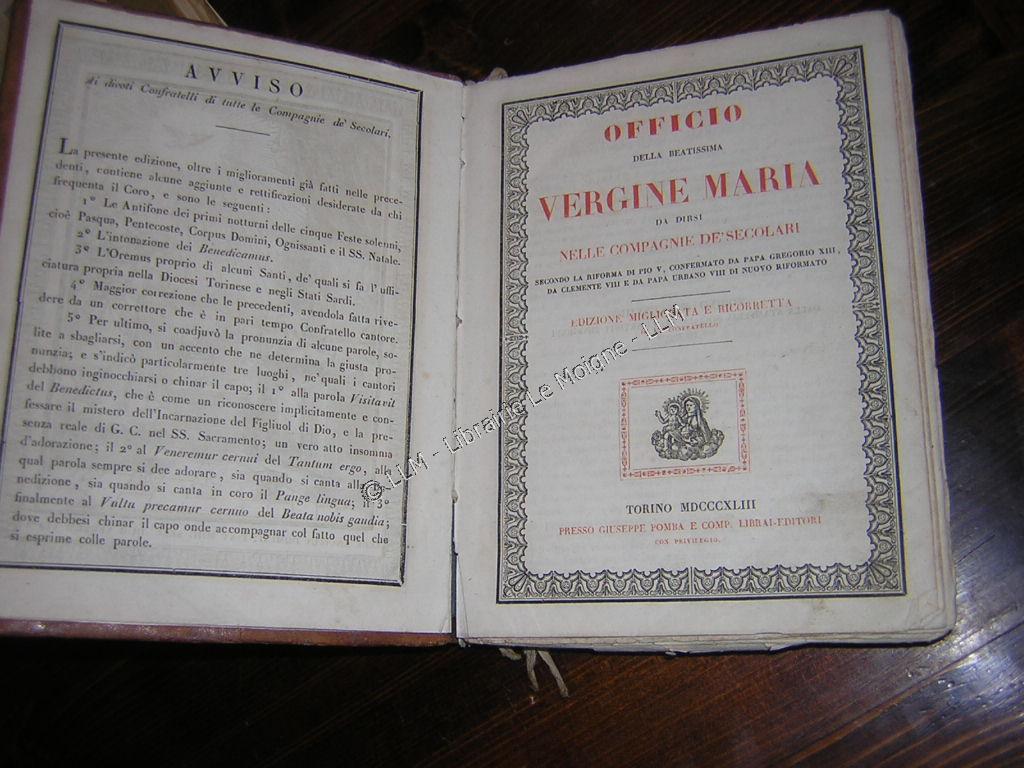 AVVISO
ai divoti Confratelli di tutte le Compagnie de' Secolari.
La presente edizione, oltre i miglioramenti già fatti nelle prece-
denti, contiene alcune aggiunte e rettificazioni desiderate da chi
frequenta il Coro, e sono le seguenti:
1º Le Antifone dei primi notturni delle cinque Feste solenni,
cioè Pasqua, Pentecoste, Corpus Domini, Ognissanti e il SS. Natale.
2º L'intonazione dei Benedicamus.
3º L'Oremus proprio di alcuni Santi, de' quali si fa l'uffi-
ciatura propria nella Diocesi Torinese e negli Stati Sardi.
4º Maggior correzione che le precedenti, avendola fatta rive-
dere da un correttore che è in pari tempo Confratello cantore.
5º Per ultimo, si coadjuvò la pronunzia di alcune parole, so-
lite a sbagliarsi, con un accento che ne determina la giusta pro-
nunzia; e s'indicò particolarmente tre luoghi, ne' quali i cantori
debbono inginocchiarsi o chinar il capo; il 1º alla parola Visitavit
del Benedictus, che è come un riconoscere implicitamente e con-
fessare il mistero dell'Incarnazione del Figliuol di Dio, e la pre-
senza reale di G. C. nel SS. Sacramento; un vero atto insomma
d'adorazione; il 2º al Veneremur cernui del Tantum ergo, alla
qual parola sempre si dee adorare, sia quando si canta alla be-
nedizione, sia quando si canta in coro il Pange lingua; il 3º
finalmente al Vultu precamur cernuo del Beata nobis gaudia;
dove debbesi chinar il capo onde accompagnar col fatto quel che
si esprime colle parole.
OFFICIO
DELLA BEATISSIMA
VERGINE MARIA
DA DIRSI
NELLE COMPAGNIE DE' SECOLARI
SECONDO LA RIFORMA DI PIO V, CONFERMATO DA PAPA GREGORIO XIII,
DA CLEMENTE VIII E DA PAPA URBANO VIII DI NUOVO RIFORMATO
EDIZIONE MIGLIORATA E RICORRETTA
CONFRATELLO
TORINO MDCCCXLIII
PRESSO GIUSEPPE POMBA E COMP. LIBRAI-EDITORI
CON PRIVILEGIO.
© LLM - Librairie Le Moigne - LLM